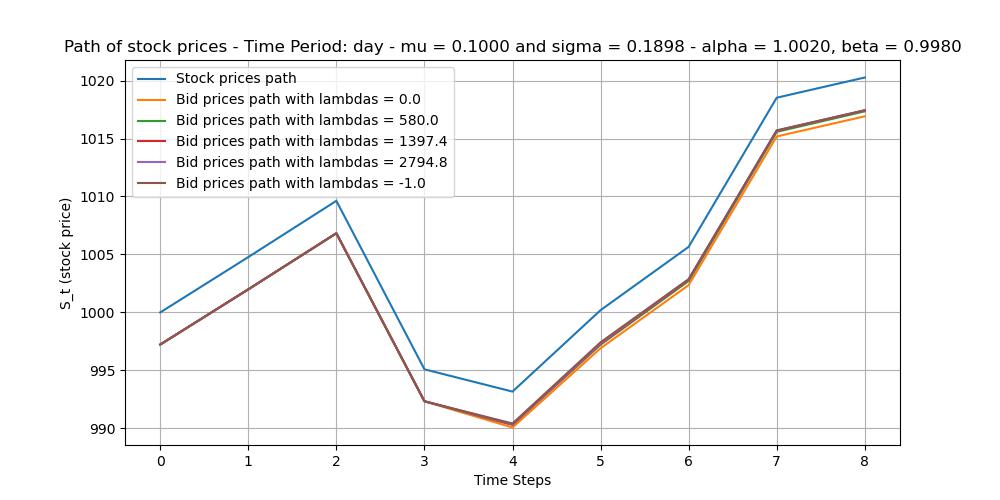 Path of stock prices - Time Period: day - mu = 0.1000 and sigma = 0.1898 - alpha = 1.0020, beta = 0.9980
Stock prices path
Bid prices path with lambdas = 0.0
Bid prices path with lambdas = 580.0
Bid prices path with lambdas = 1397.4
Bid prices path with lambdas = 2794.8
Bid prices path with lambdas = -1.0
S_t (stock price)
1020
1015
1010
1005
1000
995
990
0 1 2 3 4 5 6 7 8
Time Steps